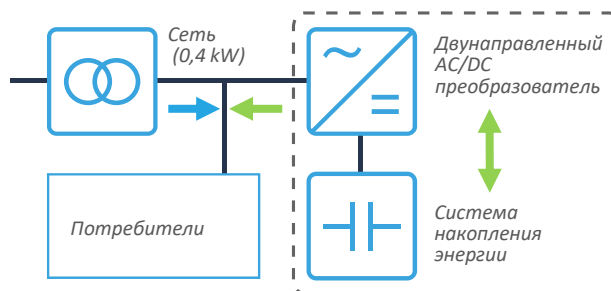 Сеть
(0,4 kW)
Двунаправленный
AC/DC
преобразователь
Потребители
Система
накопления
энергии